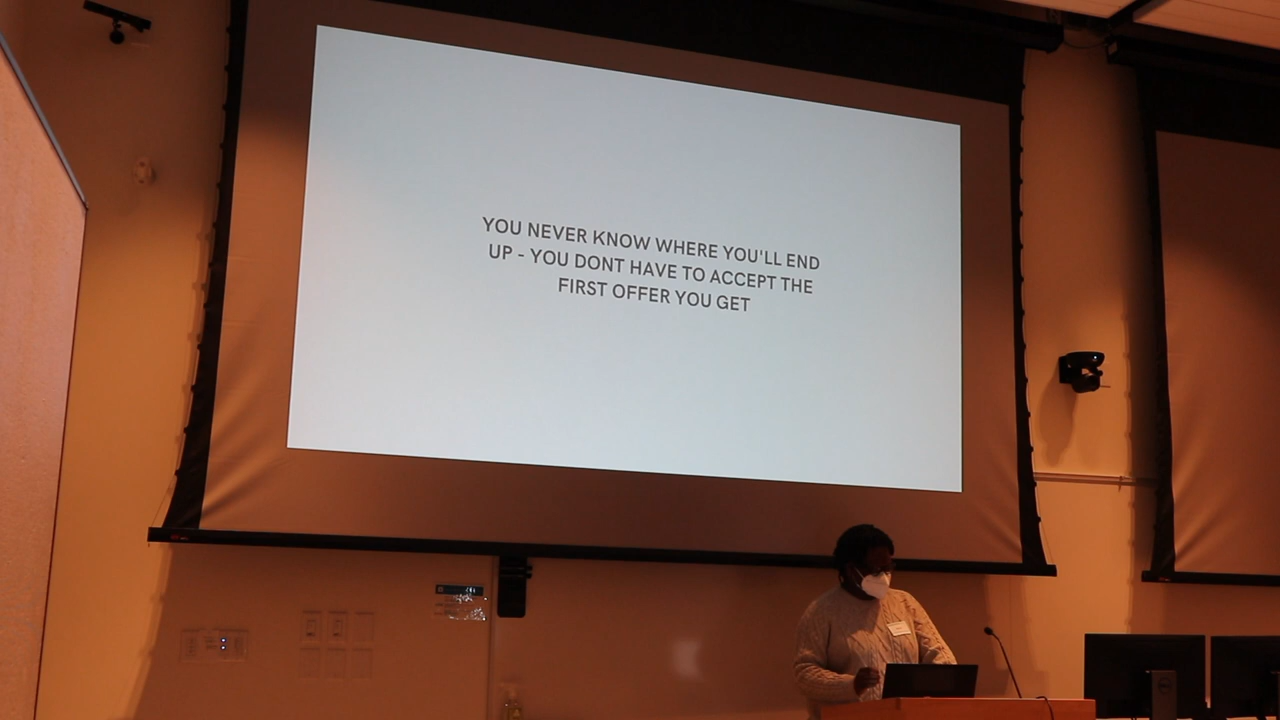 YOU NEVER KNOW WHERE YOU'LL END
UP - YOU DONT HAVE TO ACCEPT THE
FIRST OFFER YOU GET